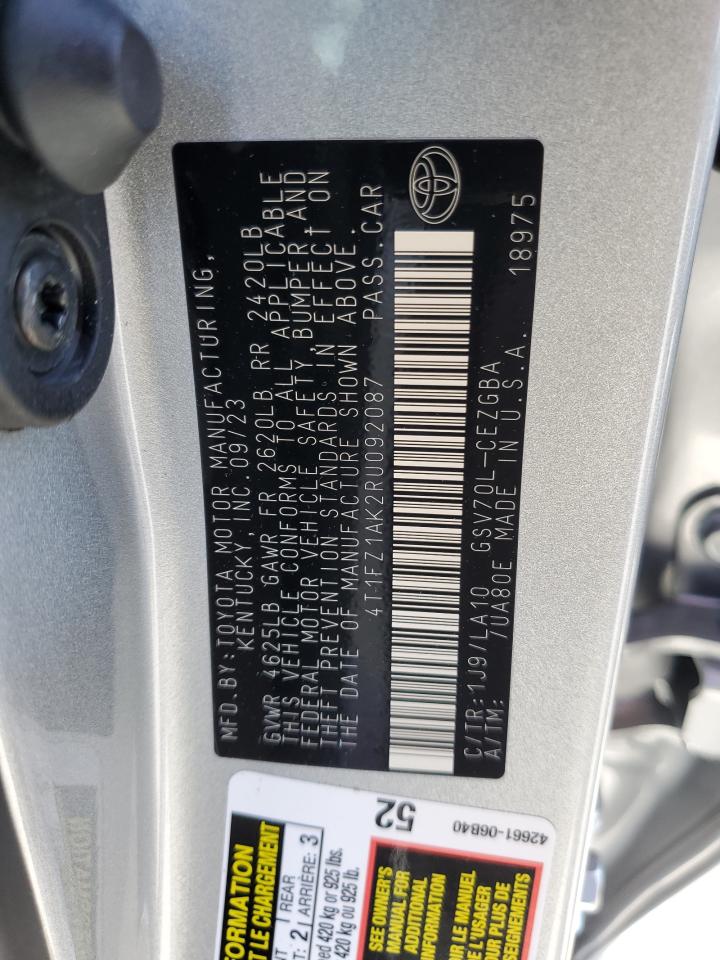 MFD.BY:TOYOTA MOTOR MANUFACTURING,
KENTUCKY, INC.09/23
GVWR 4625LB GAWR FR 2620LB RR 2420LB
THIS VEHICLE CONFORMS TO ALL APPLICABLE
FEDERAL MOTOR VEHICLE SAFETY, BUMPER, AND
THEFT PREVENTION STANDARDS IN EFFECT ON
THE DATE OF MANUFACTURE SHOWN ABOVE.
4T1FZ1AK2RU092087 PASS.CAR
C/TR:1J9/LA10 GSV70L-CEZGBA
A/TM: /UA80E MADE IN U.S.A. 18975
FORMATION
ET LE CHARGEMENT
REAR
: 2 ARRIÈRE: 3
420 kg or 925 lbs.
420 kg ou 925 lb.
52
SEE OWNER'S
MANUAL FOR
ADDITIONAL
LE MANUEL
DE L'USAGER
PLUS DE
SEIGNEMENTS
42661-06B40